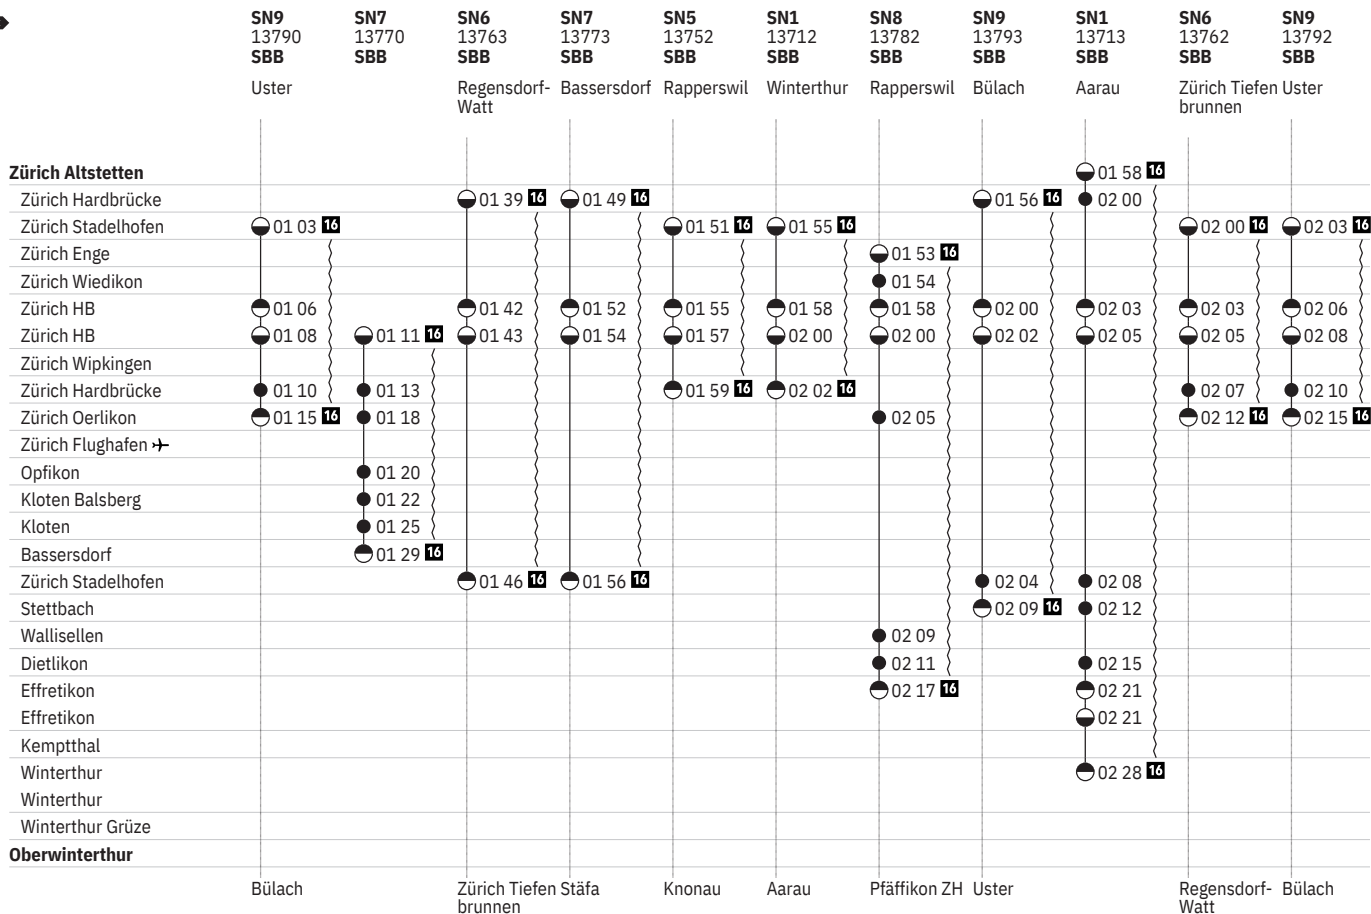 SN9 SN7 SN6 SN7 SN5 SN1 SN8 SN9 SN1 SN6 SN9
13790 13770 13763 13773 13752 13712 13782 13793 13713 13762 13792
SBB SBB SBB SBB SBB SBB SBB SBB SBB SBB SBB
Uster Regensdorf- Bassersdorf Rapperswil Winterthur Rapperswil Bülach Aarau Zürich Tiefen Uster
Watt brunnen
Zürich Altstetten 01 58 16
Zürich Hardbrücke 01 39 16 01 49 16 01 56 16 02 00
Zürich Stadelhofen 01 03 16 01 51 16 01 55 16 02 00 16 02 03 16
Zürich Enge 01 53 16
Zürich Wiedikon 01 54
Zürich HB 01 06 01 42 01 52 01 55 01 58 01 58 02 00 02 03 02 03 02 06
Zürich HB 01 08 01 11 16 01 43 01 54 01 57 02 00 02 00 02 02 02 05 02 05 02 08
Zürich Wipkingen
Zürich Hardbrücke 01 10 01 13 01 59 16 02 02 16 02 07 02 10
Zürich Oerlikon 01 15 16 01 18 02 05 02 12 16 02 15 16
Zürich Flughafen
Opfikon 01 20
Kloten Balsberg 01 22
Kloten 01 25
Bassersdorf 01 29 16
Zürich Stadelhofen 01 46 16 01 56 16 02 04 02 08
Stettbach 02 09 16 02 12
Wallisellen 02 09
Dietlikon 02 11 02 15
Effretikon 02 17 16 02 21
Effretikon 02 21
Kemptthal
Winterthur 02 28 16
Winterthur
Winterthur Grüze
Oberwinterthur
Bülach Zürich Tiefen Stäfa Knonau Aarau Pfäffikon ZH Uster Regensdorf- Bülach
brunnen Watt